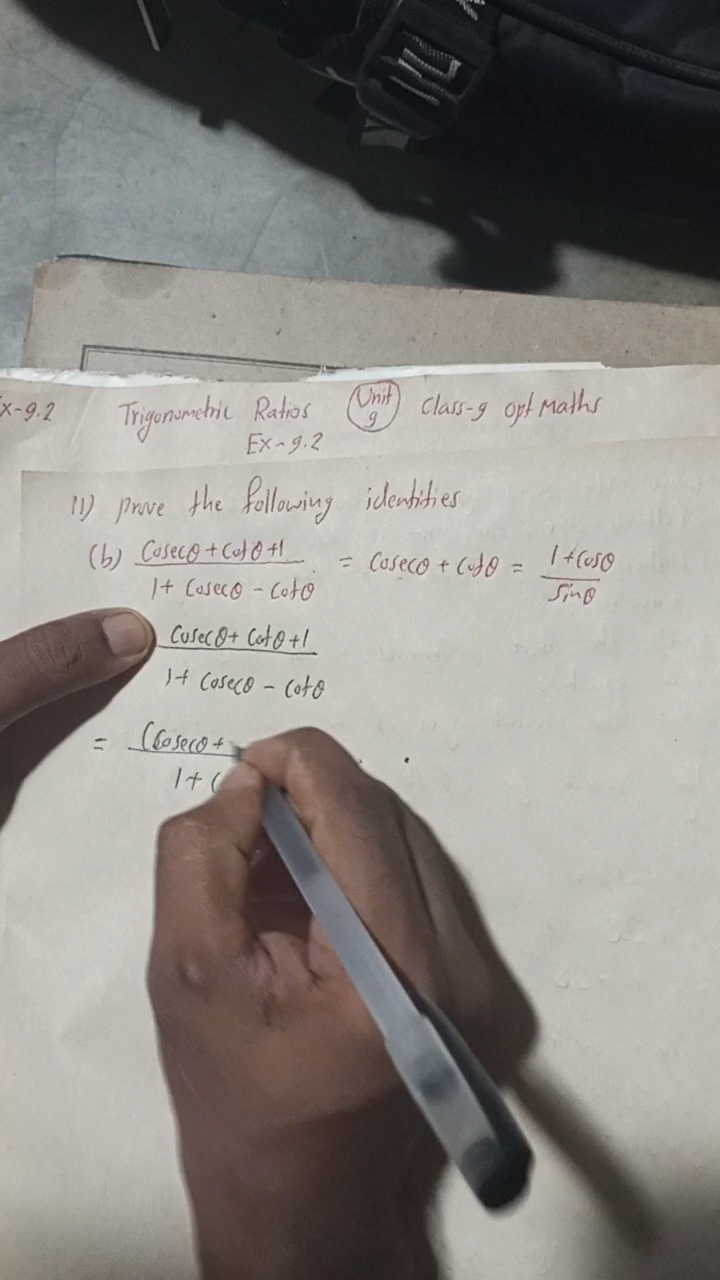 x-9.2 Trigonometric Ratios Unit 9 Class-9 opt Maths
Ex-9.2
11) prove the following identities
(b) Cosecθ + Cotθ +1 / 1+ Cosecθ - Cotθ = Cosecθ + Cotθ = 1+Cosθ / Sinθ
Cosecθ + Cotθ +1
1+ Cosecθ - Cotθ
= (Cosecθ +
1+ (